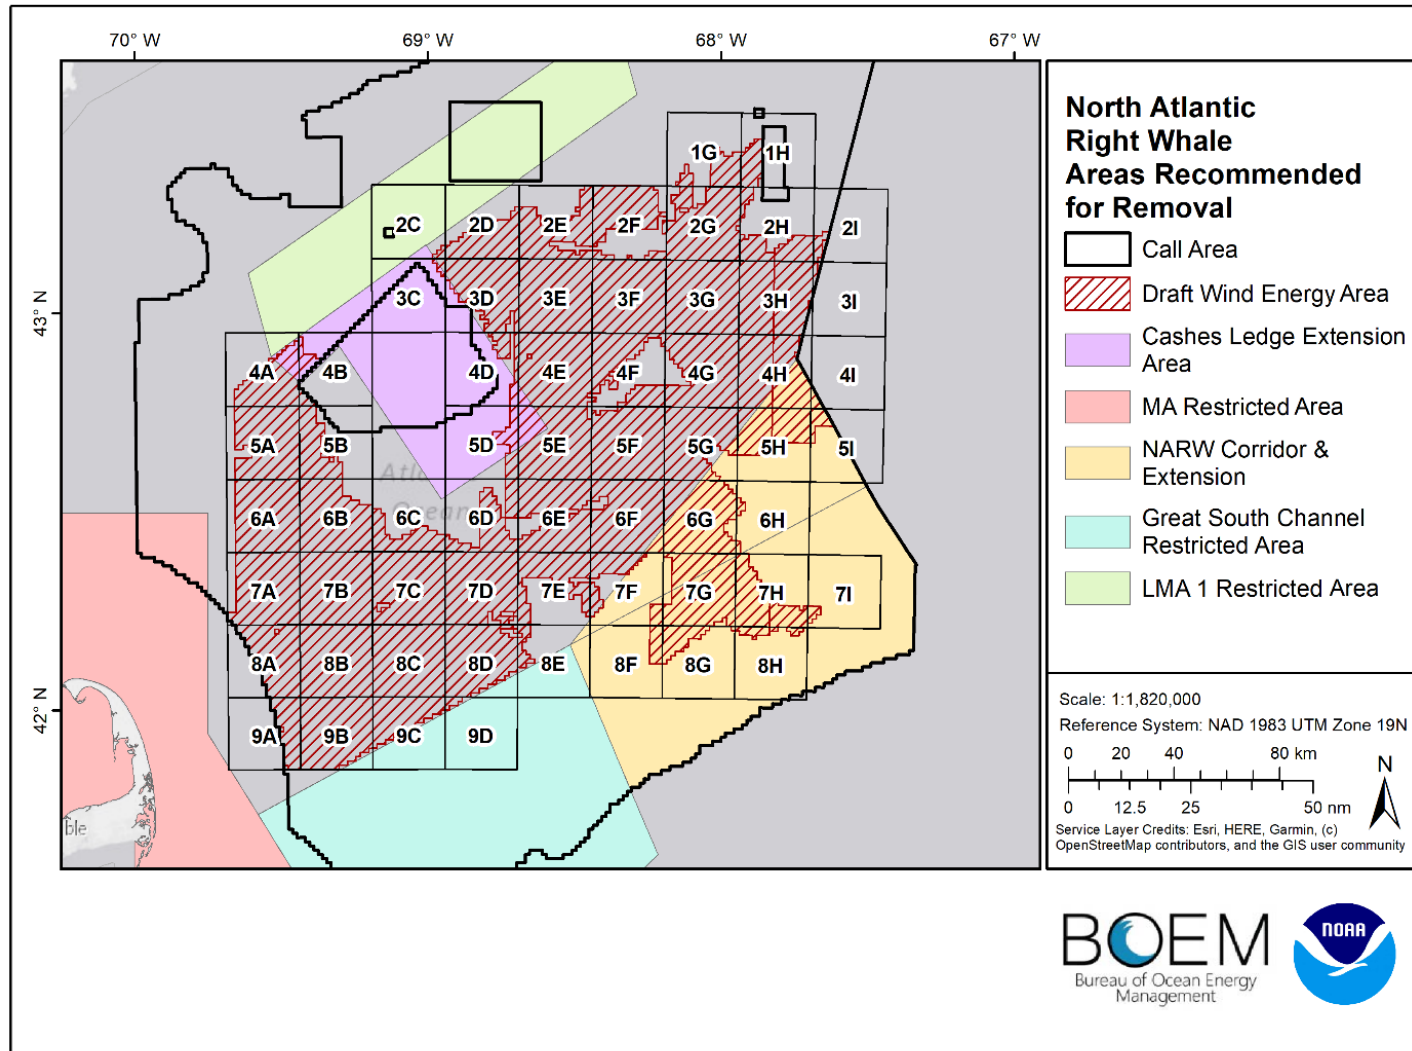 70° W
69° W
68° W
67° W
43° N
42° N
1G
1H
2C
2D
2E
2F
2G
2H
2I
3C
3D
3E
3F
3G
3H
3I
4A
4B
4D
4E
4F
4G
4H
4I
5A
5B
5D
5E
5F
5G
5H
5I
Ocean
6A
6B
6C
6D
6E
6F
6G
6H
7A
7B
7C
7D
7E
7F
7G
7H
7I
8A
8B
8C
8D
8E
8F
8G
8H
9A
9B
9C
9D
ble
North Atlantic
Right Whale
Areas Recommended
for Removal
Call Area
Draft Wind Energy Area
Cashes Ledge Extension
Area
MA Restricted Area
NARW Corridor &
Extension
Great South Channel
Restricted Area
LMA 1 Restricted Area
Scale: 1:1,820,000
Reference System: NAD 1983 UTM Zone 19N
0 20 40 80 km
N
0 12.5 25 50 nm
Service Layer Credits: Esri, HERE, Garmin, (c)
OpenStreetMap contributors, and the GIS user community
BOEM
Bureau of Ocean Energy
Management
NOAA